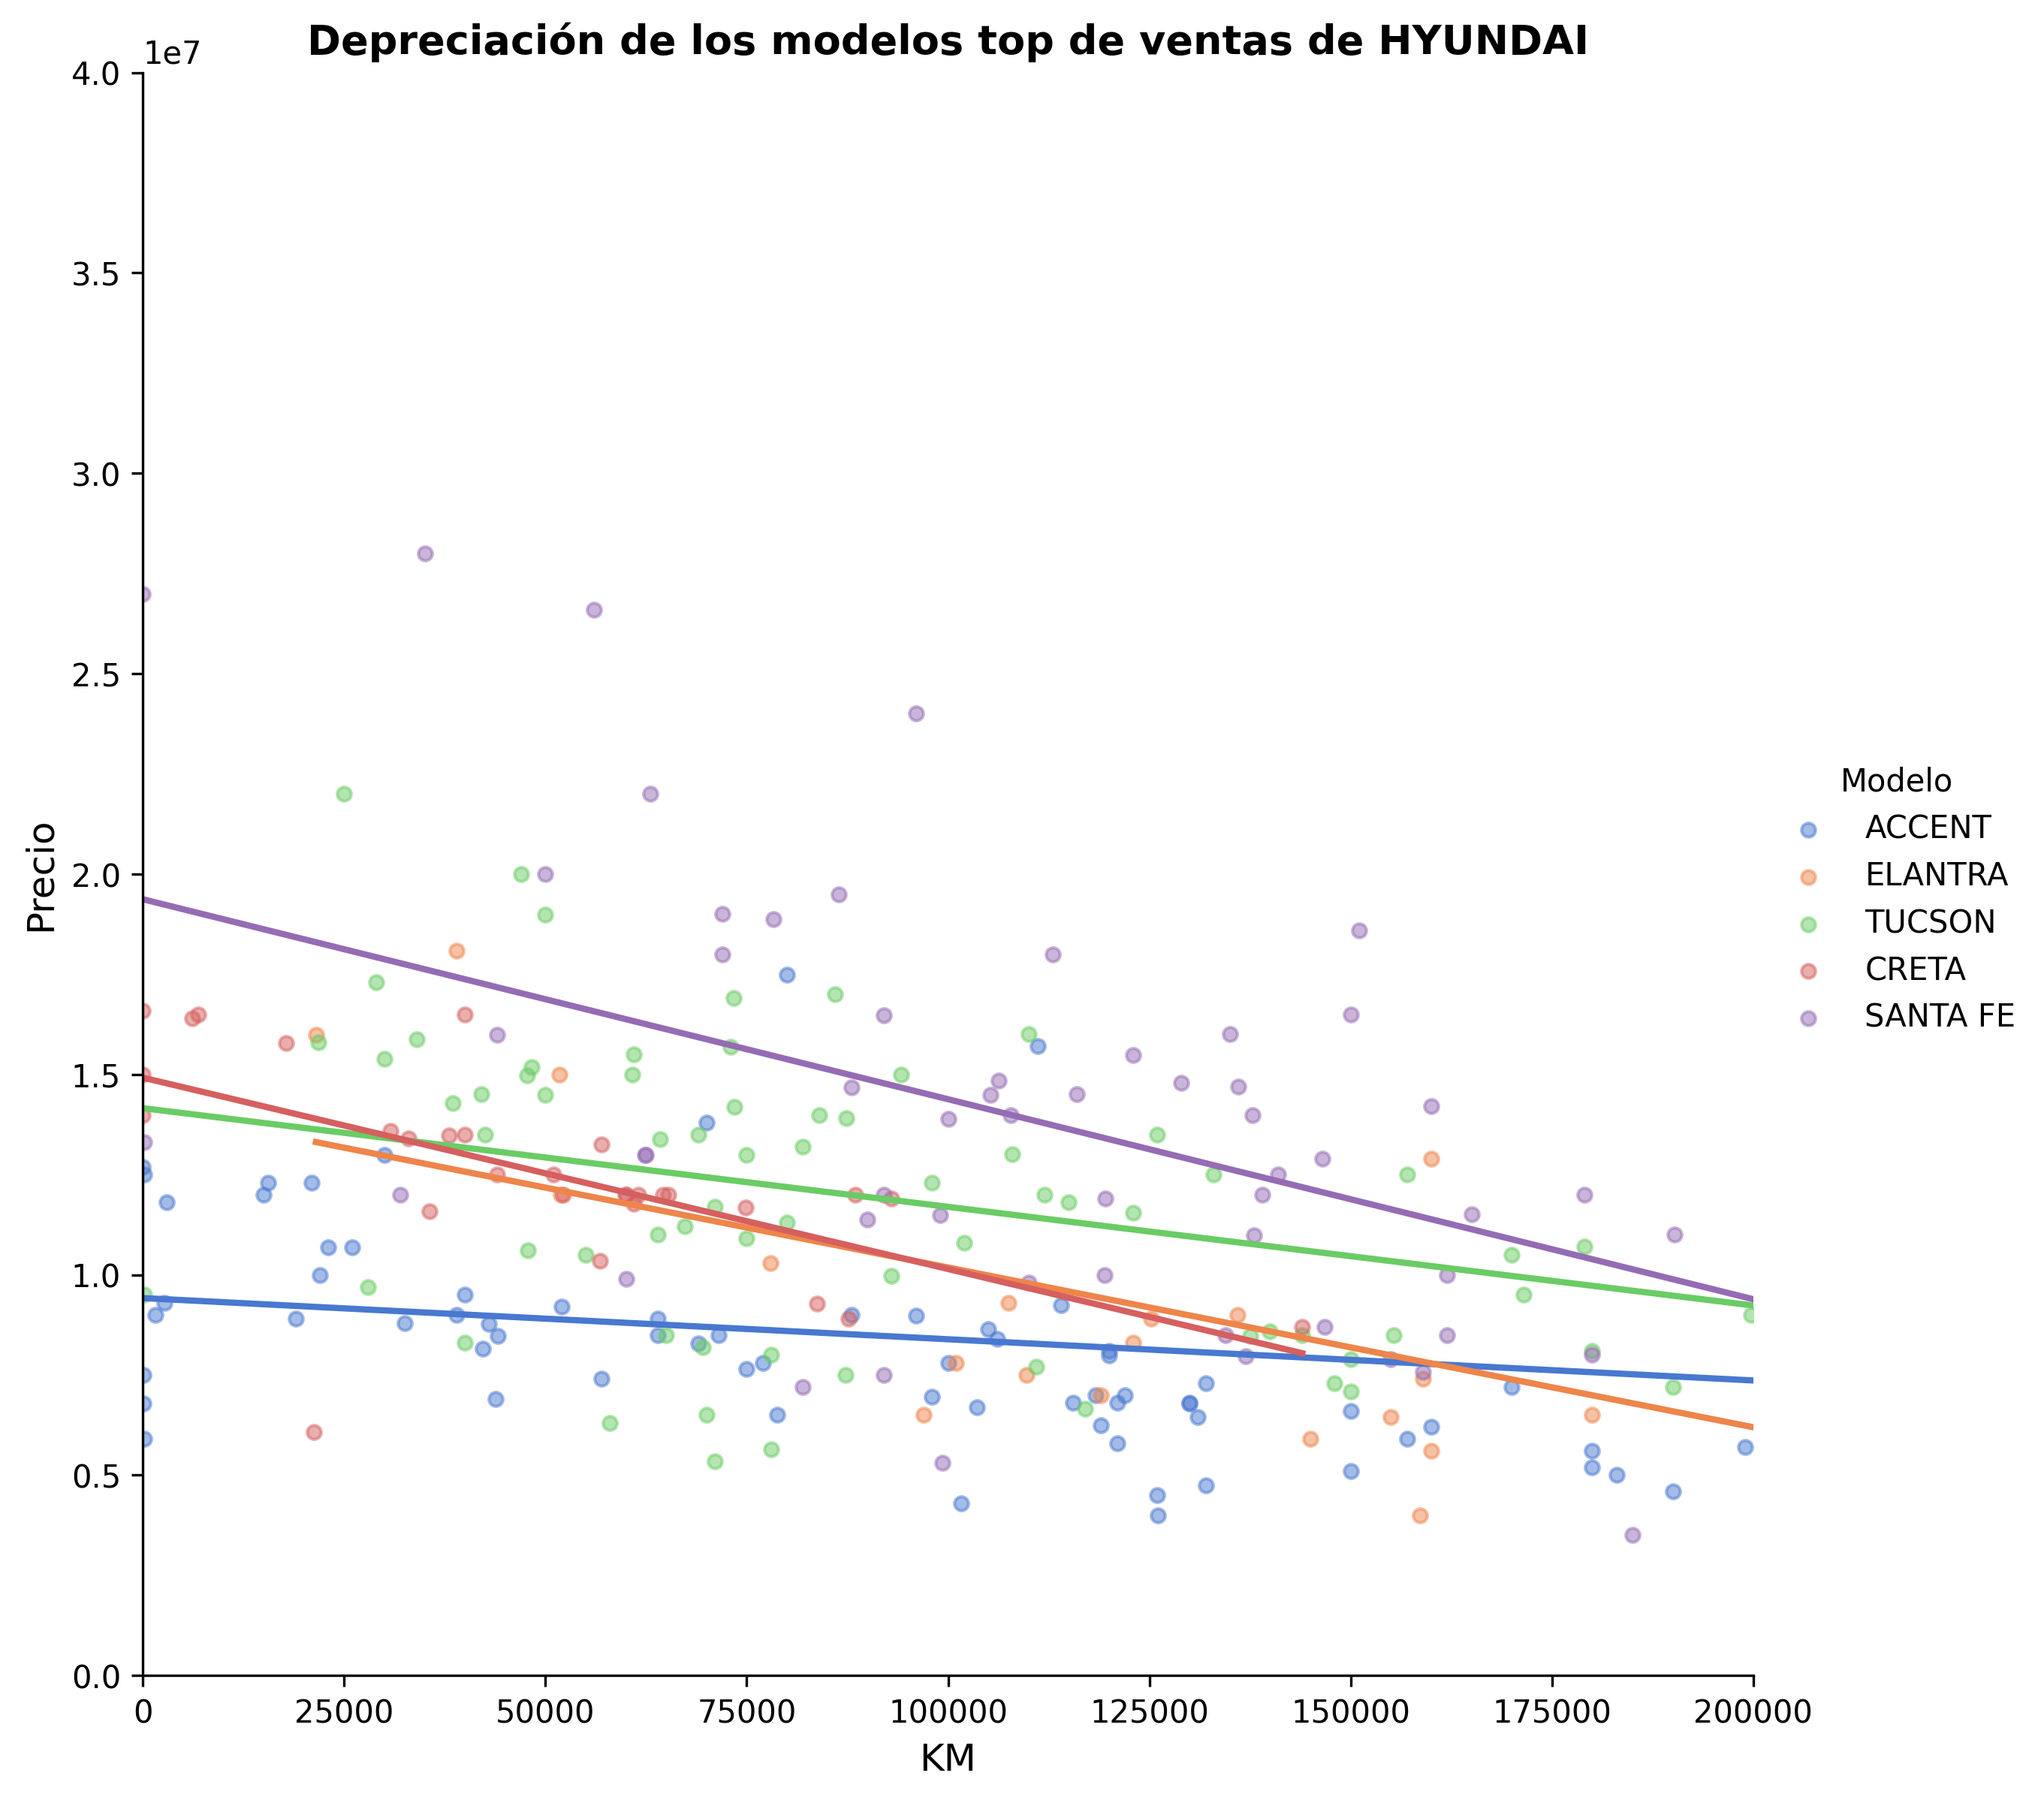 Depreciación de los modelos top de ventas de HYUNDAI
1e7
4.0
3.5
3.0
2.5
2.0
1.5
1.0
0.5
0.0
Precio
0 25000 50000 75000 100000 125000 150000 175000 200000
KM
Modelo
ACCENT
ELANTRA
TUCSON
CRETA
SANTA FE